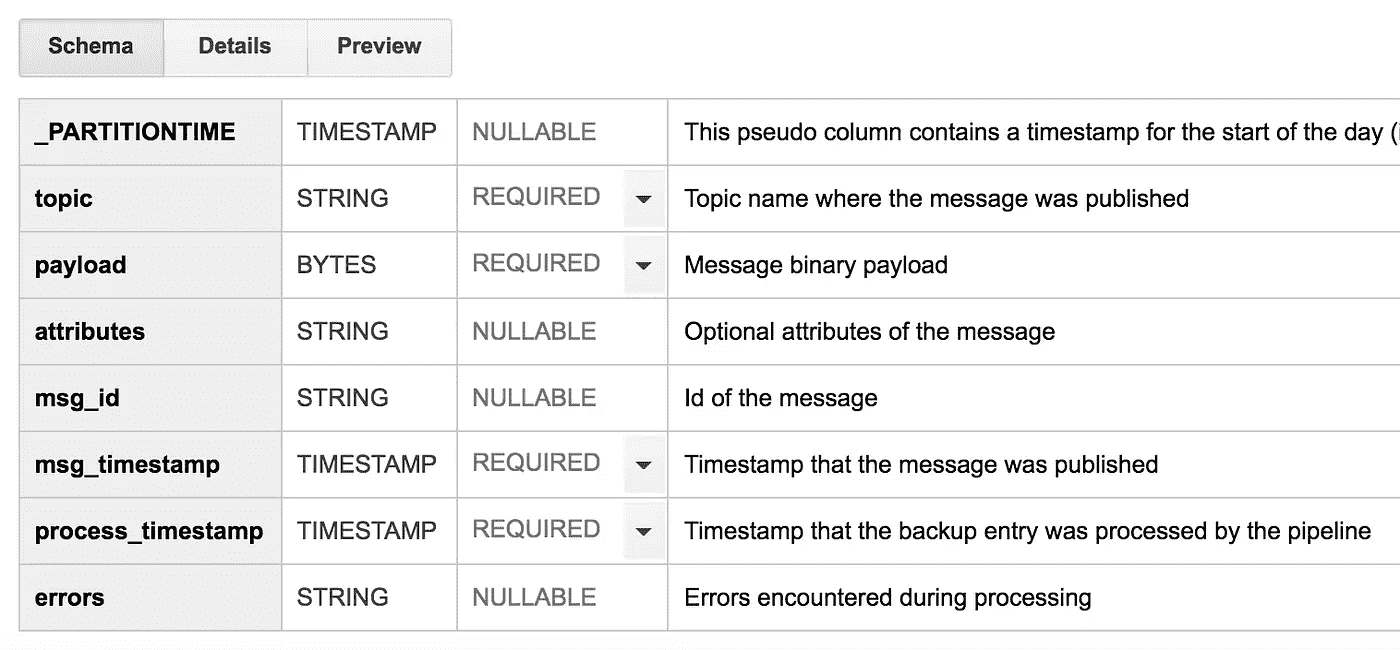 Schema Details Preview
_PARTITIONTIME TIMESTAMP NULLABLE This pseudo column contains a timestamp for the start of the day (
topic STRING REQUIRED Topic name where the message was published
payload BYTES REQUIRED Message binary payload
attributes STRING NULLABLE Optional attributes of the message
msg_id STRING NULLABLE Id of the message
msg_timestamp TIMESTAMP REQUIRED Timestamp that the message was published
process_timestamp TIMESTAMP REQUIRED Timestamp that the backup entry was processed by the pipeline
errors STRING NULLABLE Errors encountered during processing